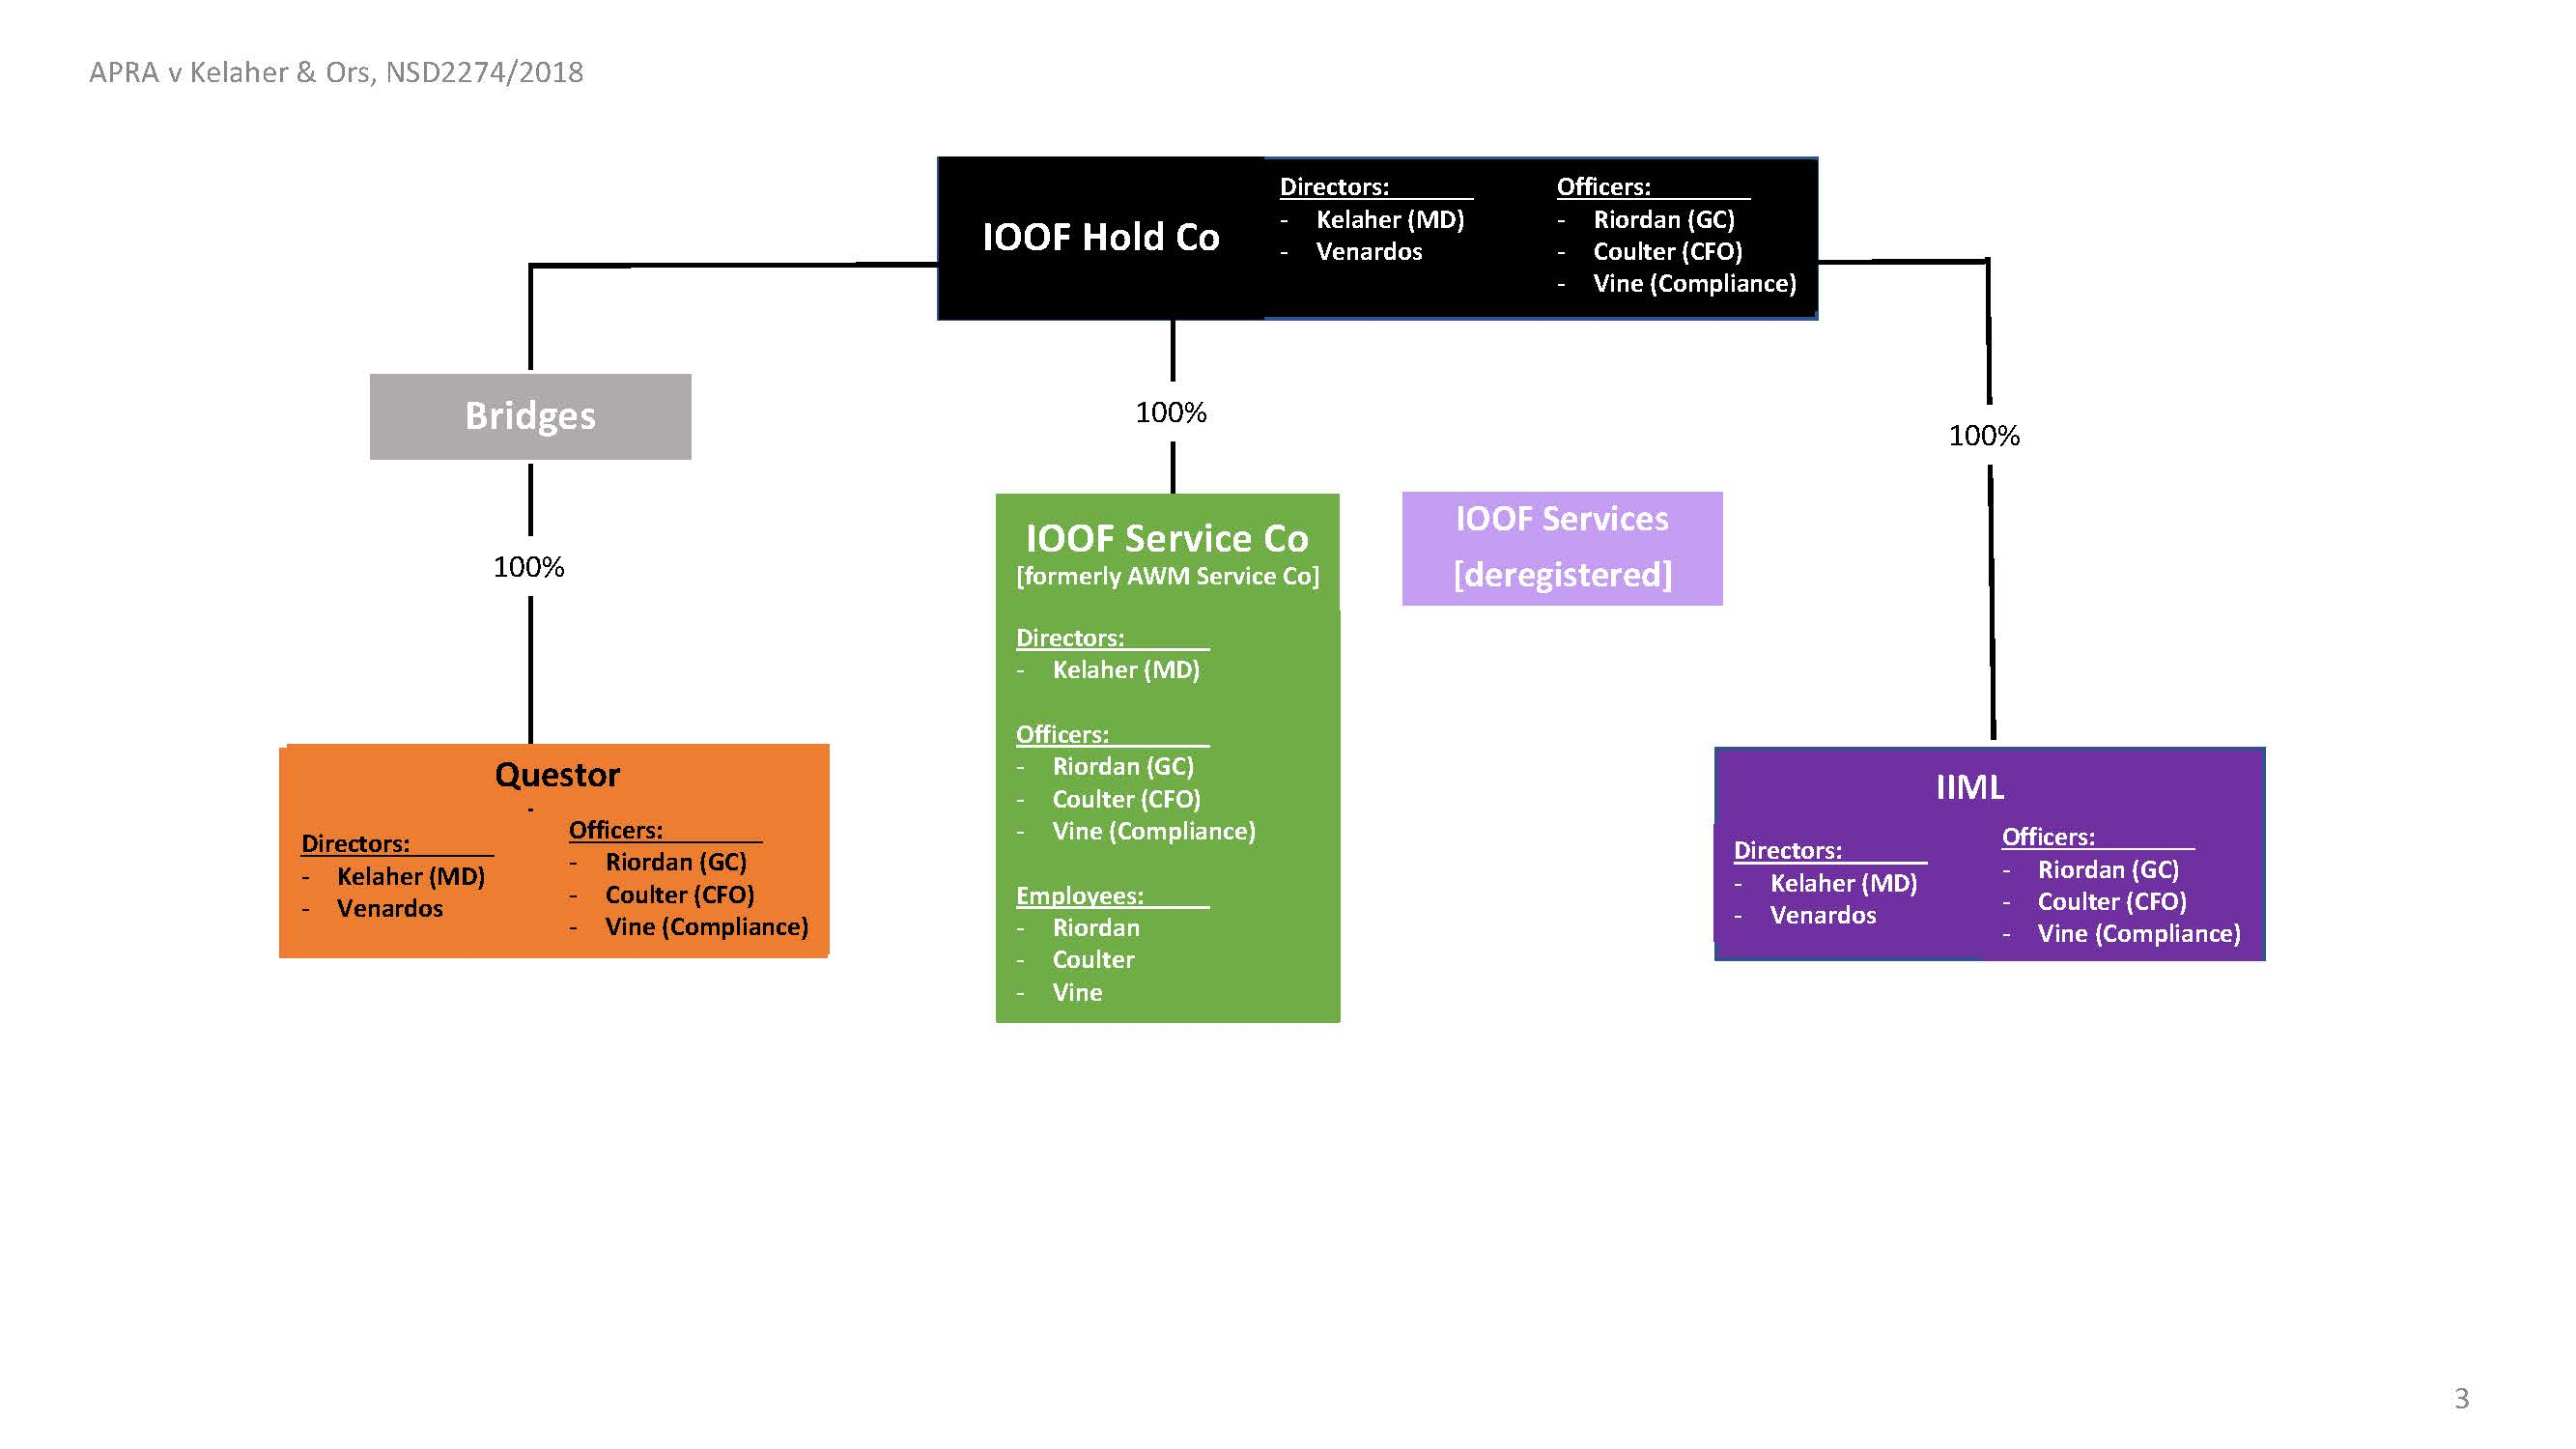 APRA v Kelaher & Ors, NSD2274/2018
IOOF Hold Co
Directors:
- Kelaher (MD)
- Venardos
Officers:
- Riordan (GC)
- Coulter (CFO)
- Vine (Compliance)
Bridges
100%
100%
100%
IOOF Service Co
[formerly AWM Service Co]
Directors:
- Kelaher (MD)
Officers:
- Riordan (GC)
- Coulter (CFO)
- Vine (Compliance)
Employees:
- Riordan
- Coulter
- Vine
IOOF Services
[deregistered]
Questor
-
Directors:
- Kelaher (MD)
- Venardos
Officers:
- Riordan (GC)
- Coulter (CFO)
- Vine (Compliance)
IIML
Directors:
- Kelaher (MD)
- Venardos
Officers:
- Riordan (GC)
- Coulter (CFO)
- Vine (Compliance)
3